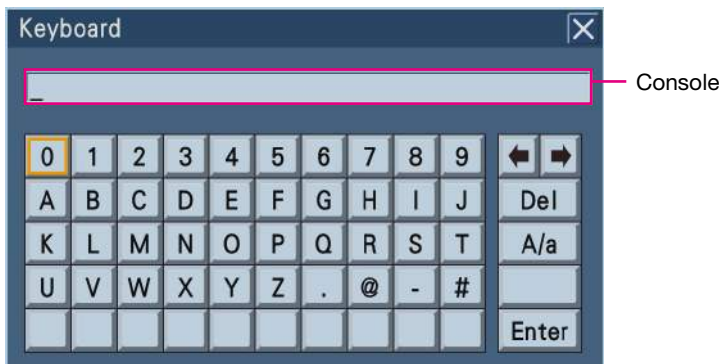 Keyboard
Console
_
0 1 2 3 4 5 6 7 8 9
A B C D E F G H I J Del
K L M N O P Q R S T A/a
U V W X Y Z . @ - #
Enter